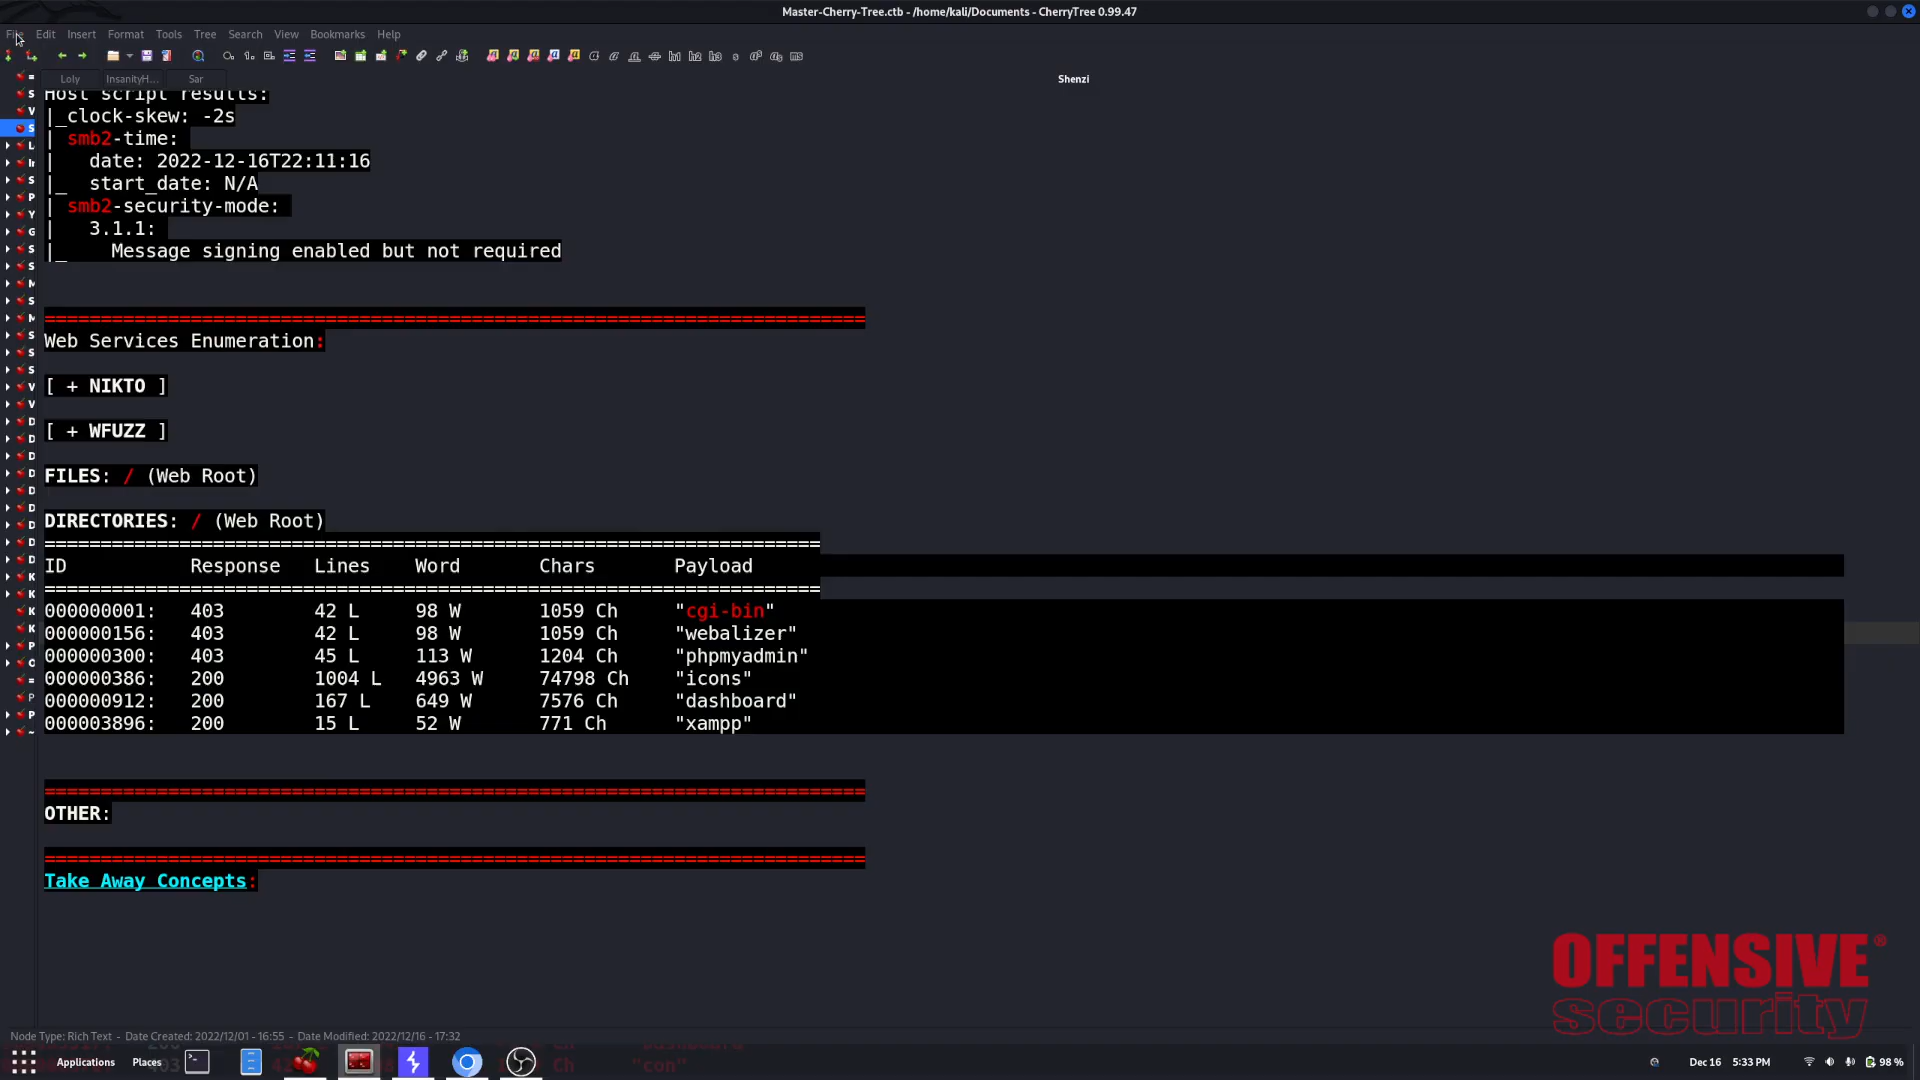 Master-Cherry-Tree.ctb - /home/kali/Documents - CherryTree 0.99.47
File Edit Insert Format Tools Tree Search View Bookmarks Help
Loly InsanityH... Sar Shenzi
Host script results:
|_clock-skew: -2s
| smb2-time:
|   date: 2022-12-16T22:11:16
|_  start_date: N/A
| smb2-security-mode:
|   3.1.1:
|_    Message signing enabled but not required
=========================================================================
Web Services Enumeration:
[ + NIKTO ]
[ + WFUZZ ]
FILES: / (Web Root)
DIRECTORIES: / (Web Root)
=====================================================================
ID           Response   Lines    Word       Chars       Payload
=====================================================================
000000001:   403        42 L     98 W       1059 Ch     "cgi-bin"
000000156:   403        42 L     98 W       1059 Ch     "webalizer"
000000300:   403        45 L     113 W      1204 Ch     "phpmyadmin"
000000386:   200        1004 L   4963 W     74798 Ch    "icons"
000000912:   200        167 L    649 W      7576 Ch     "dashboard"
000003896:   200        15 L     52 W       771 Ch      "xampp"
=========================================================================
OTHER:
=========================================================================
Take Away Concepts:
OFFENSIVE®
security
Node Type: Rich Text - Date Created: 2022/12/01 - 16:55 - Date Modified: 2022/12/16 - 17:32
Applications Places Dec 16 5:33 PM 98 %